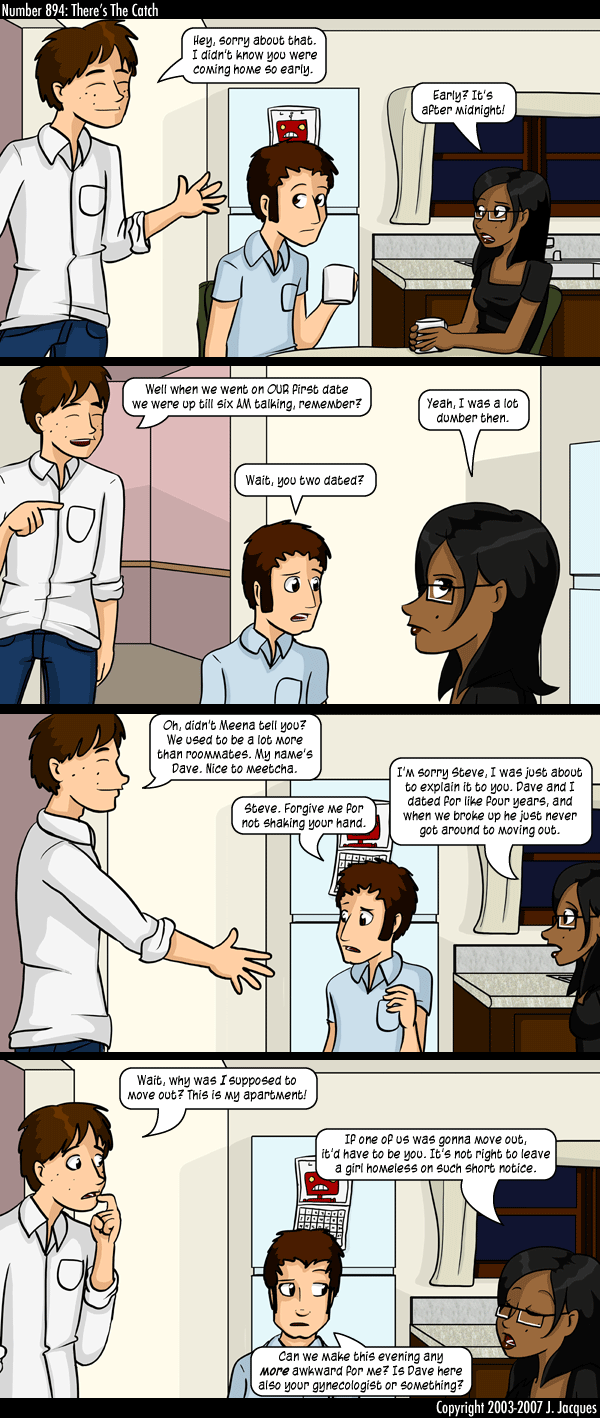 Number 894: There's The Catch
Hey, sorry about that.
I didn't know you were
coming home so early.
Early? It's
after midnight!
Well when we went on OUR first date
we were up till six AM talking, remember?
Yeah, I was a lot
dumber then.
Wait, you two dated?
Oh, didn't Meena tell you?
We used to be a lot more
than roommates. My name's
Dave. Nice to meetcha.
Steve. Forgive me for
not shaking your hand.
I'm sorry Steve, I was just about
to explain it to you. Dave and I
dated for like four years, and
when we broke up he just never
got around to moving out.
Wait, why was I supposed to
move out? This is my apartment!
If one of us was gonna move out,
it'd have to be you. It's not right to leave
a girl homeless on such short notice.
Can we make this evening any
more awkward for me? Is Dave here
also your gynecologist or something?
Copyright 2003-2007 J. Jacques